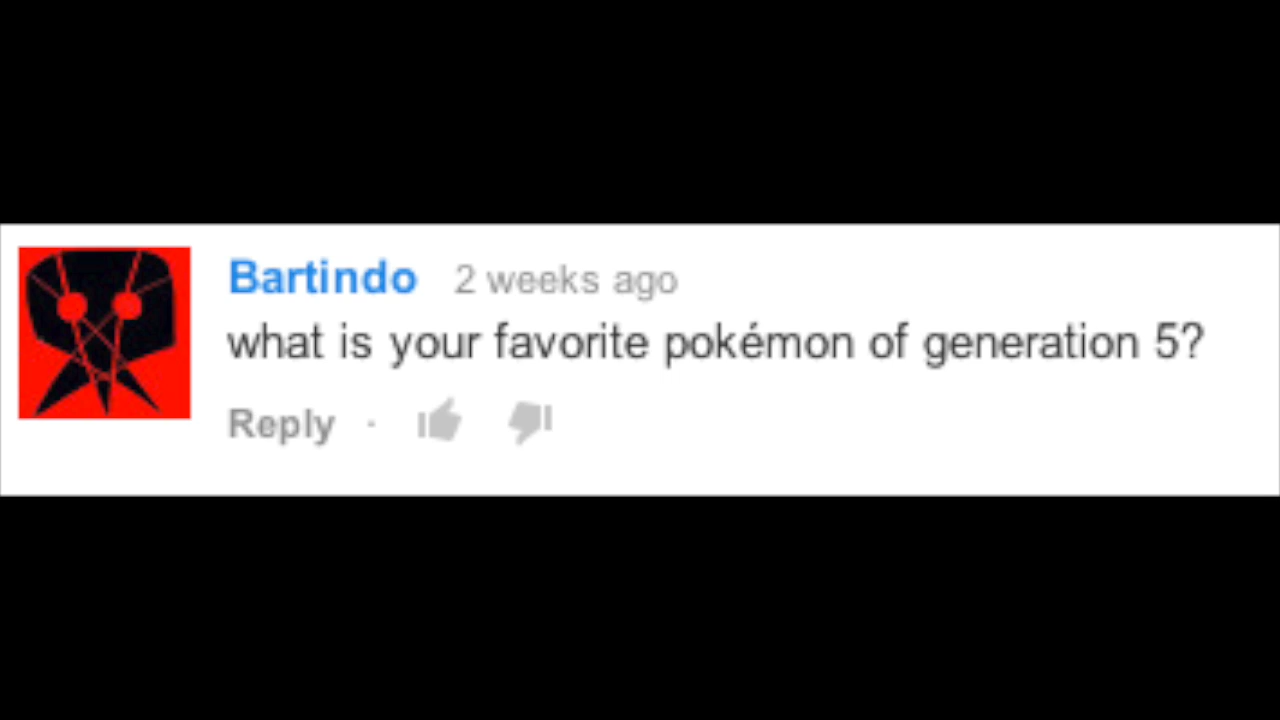 Bartindo 2 weeks ago
what is your favorite pokémon of generation 5?
Reply ·